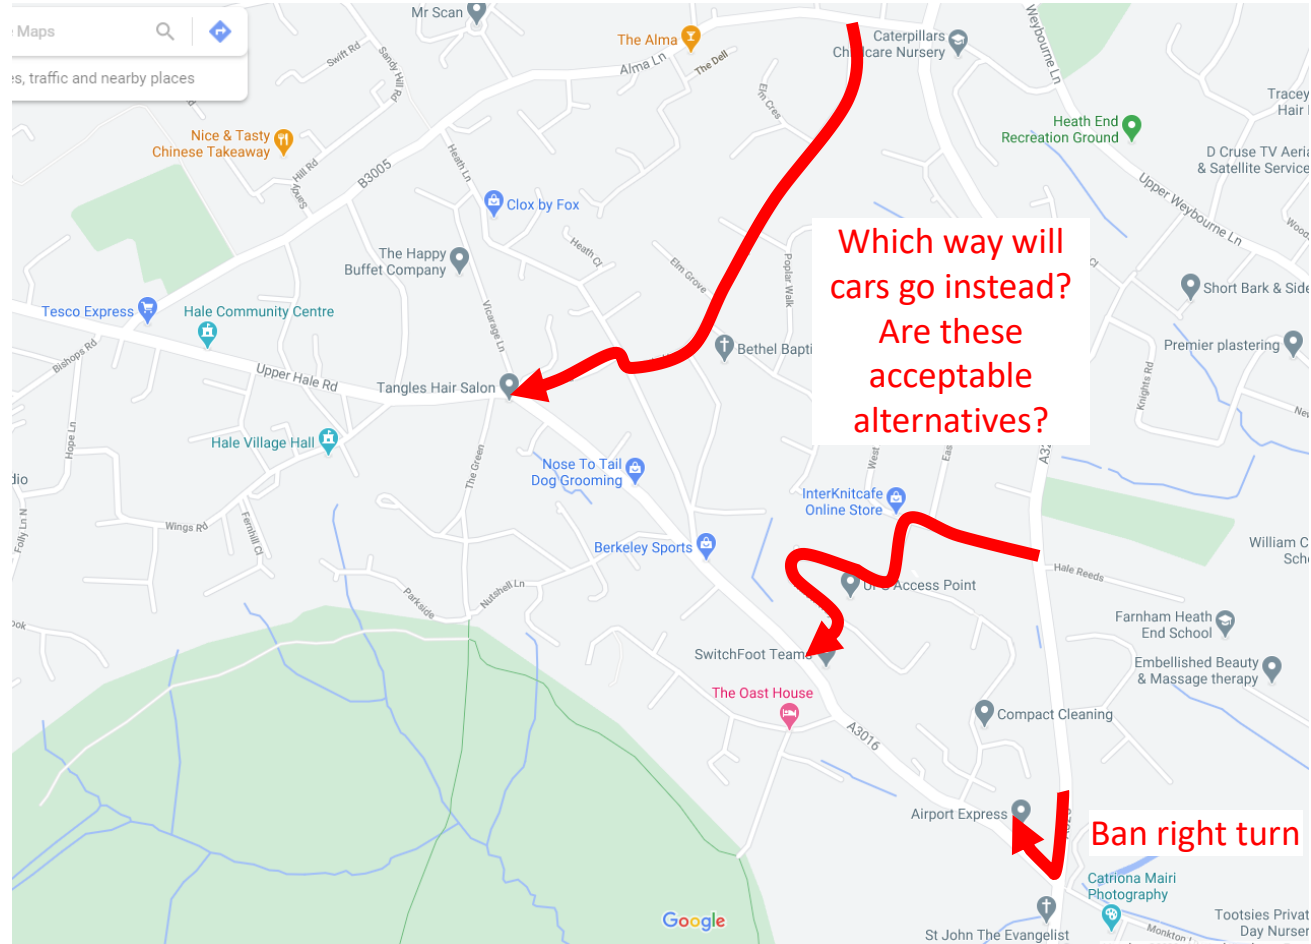 Maps
es, traffic and nearby places
Mr Scan
The Alma
Alma Ln
The Dell
Caterpillars
Childcare Nursery
Weybourne Ln
Swift Rd
Sandy Hill Rd
Elm Cres
Heath End
Recreation Ground
Tracey
Hair
Nice & Tasty
Chinese Takeaway
Sandy Hill Rd
B3005
Heath Ln
D Cruse TV Aeria
& Satellite Service
Upper Weybourne Ln
Clox by Fox
Which way will
cars go instead?
Are these
acceptable
alternatives?
The Happy
Buffet Company
Heath Cl
Elm Grove
Poplar Walk
Short Bark & Side
Tesco Express
Hale Community Centre
Vicarage Ln
Bethel Bapti
Premier plastering
Bishops Rd
Upper Hale Rd
Tangles Hair Salon
Knights Rd
Hope Ln
Hale Village Hall
The Green
Nose To Tail
Dog Grooming
West
East
A32
dio
InterKnitcafe
Online Store
Folly Ln N
Wings Rd
Fernhill Cl
Berkeley Sports
William C
Scho
Hale Reeds
Parkside
Nutshell Ln
Access Point
Farnham Heath
End School
SwitchFoot Teams
Embellished Beauty
& Massage therapy
The Oast House
Compact Cleaning
A3016
Airport Express
Ban right turn
Catriona Mairi
Photography
Google
St John The Evangelist
Monkton
Tootsies Privat
Day Nurser